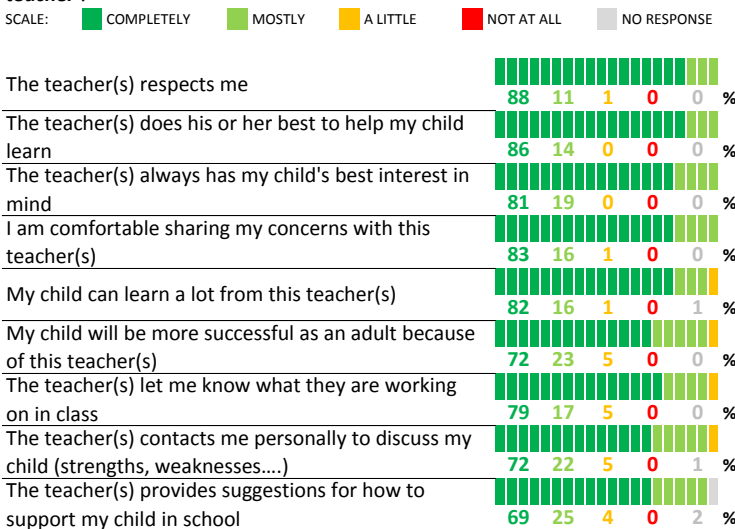 SCALE: COMPLETELY MOSTLY A LITTLE NOT AT ALL NO RESPONSE
The teacher(s) respects me
88 11 1 0 0 %
The teacher(s) does his or her best to help my child
learn
86 14 0 0 0 %
The teacher(s) always has my child's best interest in
mind
81 19 0 0 0 %
I am comfortable sharing my concerns with this
teacher(s)
83 16 1 0 0 %
My child can learn a lot from this teacher(s)
82 16 1 0 1 %
My child will be more successful as an adult because
of this teacher(s)
72 23 5 0 0 %
The teacher(s) let me know what they are working
on in class
79 17 5 0 0 %
The teacher(s) contacts me personally to discuss my
child (strengths, weaknesses….)
72 22 5 0 1 %
The teacher(s) provides suggestions for how to
support my child in school
69 25 4 0 2 %